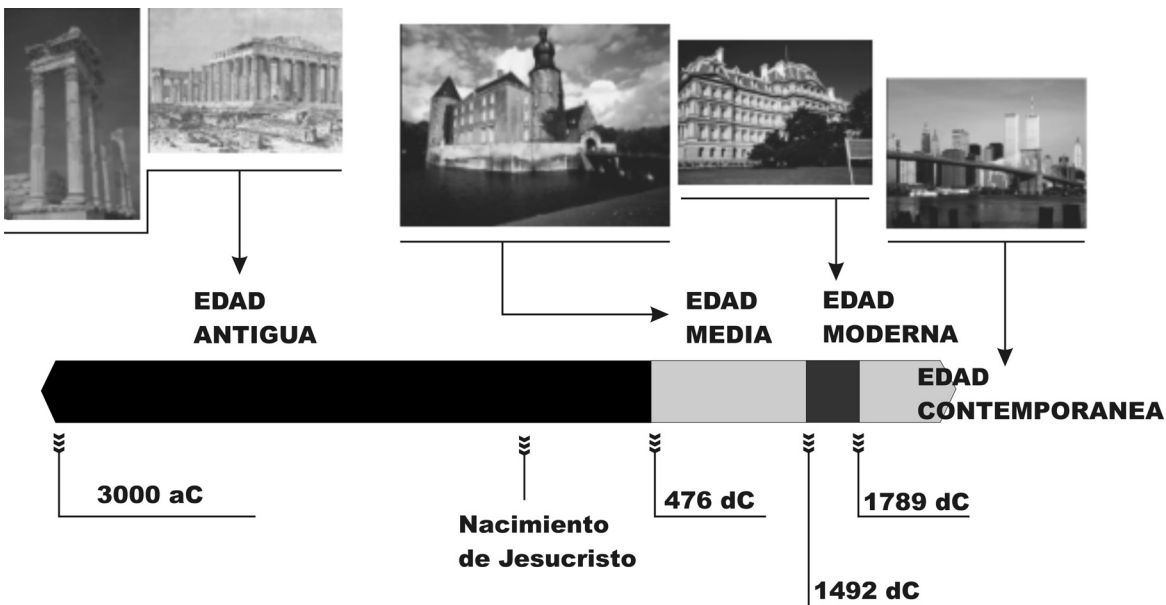 EDAD
ANTIGUA
EDAD
MEDIA
EDAD
MODERNA
EDAD
CONTEMPORANEA
3000 aC
Nacimiento
de Jesucristo
476 dC
1492 dC
1789 dC